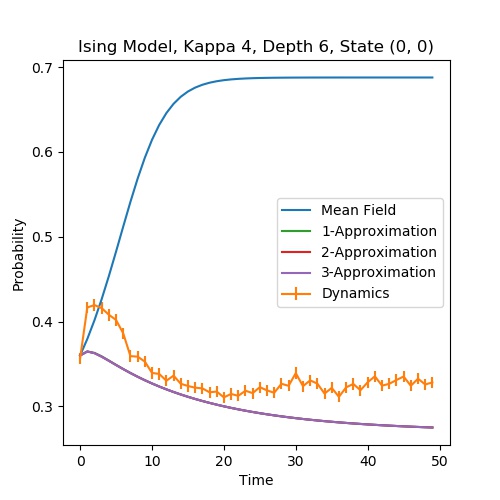 Ising Model, Kappa 4, Depth 6, State (0, 0)
0.7
0.6
0.5
0.4
0.3
Probability
Mean Field
1-Approximation
2-Approximation
3-Approximation
Dynamics
0 10 20 30 40 50
Time